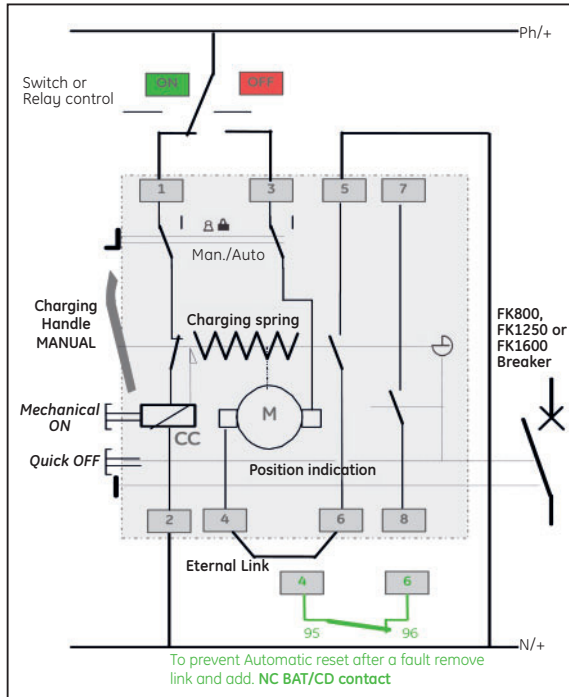 Ph/+
Switch or
Relay control
ON
OFF
1
3
5
7
I
I
Man./Auto
Charging
Handle
MANUAL
Charging spring
FK800,
FK1250 or
FK1600
Breaker
M
Mechanical
ON
CC
Quick OFF
Position indication
2
4
6
8
Eternal Link
4
6
95
96
N/+
To prevent Automatic reset after a fault remove
link and add. NC BAT/CD contact